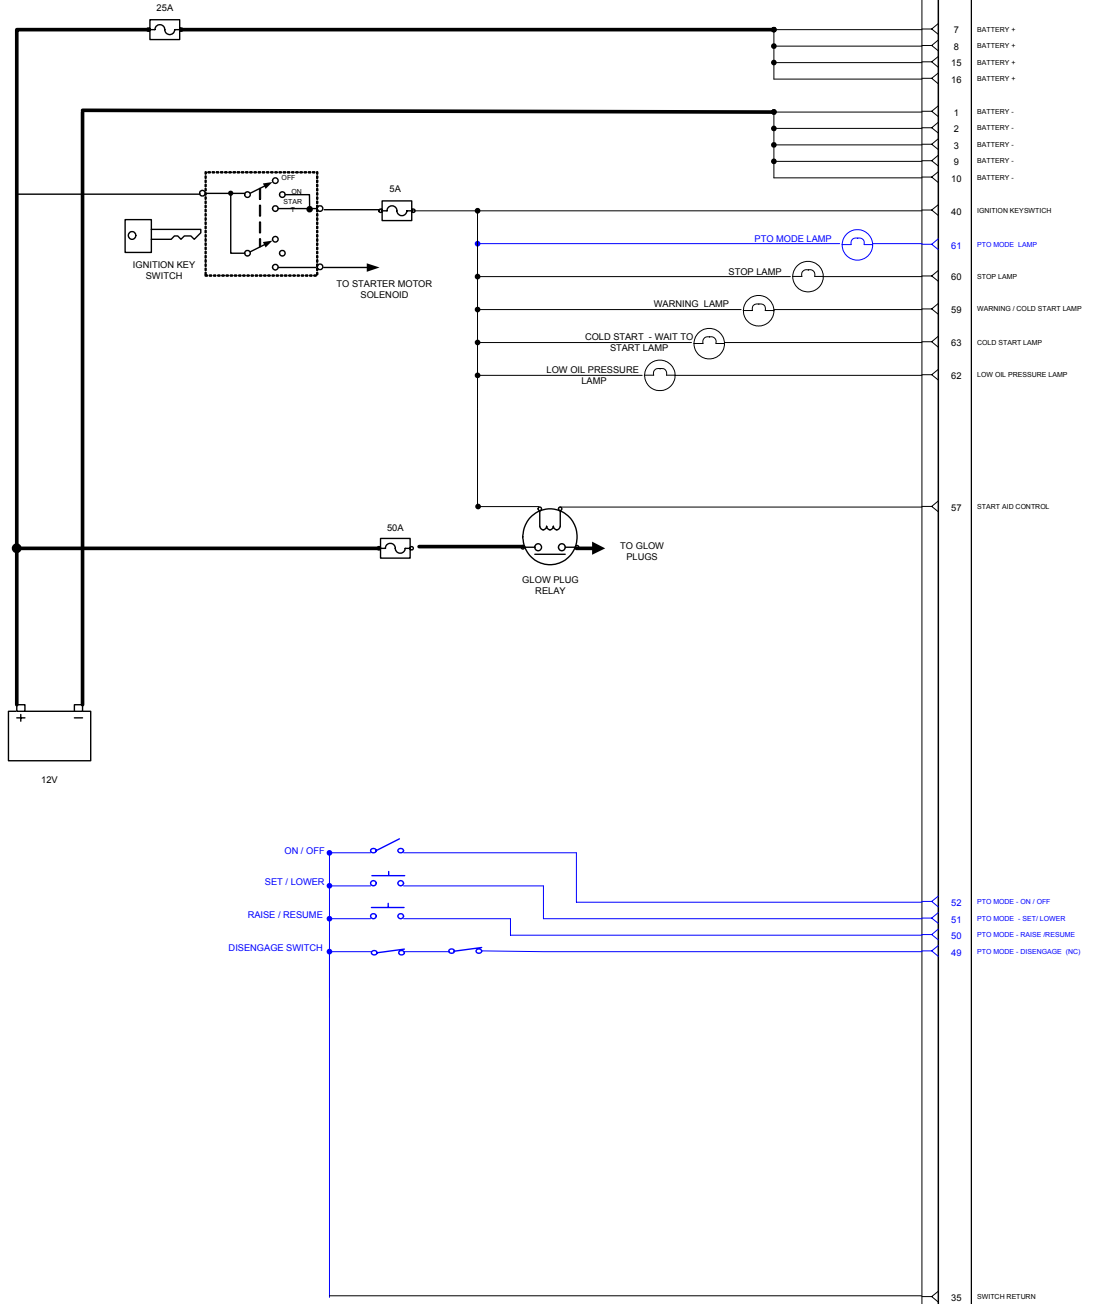 25A
7 BATTERY +
8 BATTERY +
15 BATTERY +
16 BATTERY +
1 BATTERY -
2 BATTERY -
3 BATTERY -
9 BATTERY -
10 BATTERY -
OFF
ON
STAR
T
5A
40 IGNITION KEYSWTICH
PTO MODE LAMP
61 PTO MODE LAMP
IGNITION KEY
SWITCH
STOP LAMP
60 STOP LAMP
TO STARTER MOTOR
SOLENOID
WARNING LAMP
59 WARNING / COLD START LAMP
COLD START - WAIT TO
START LAMP
63 COLD START LAMP
LOW OIL PRESSURE
LAMP
62 LOW OIL PRESSURE LAMP
57 START AID CONTROL
50A
TO GLOW
PLUGS
GLOW PLUG
RELAY
+ -
12V
ON / OFF
SET / LOWER
RAISE / RESUME
DISENGAGE SWITCH
52 PTO MODE - ON / OFF
51 PTO MODE - SET/ LOWER
50 PTO MODE - RAISE /RESUME
49 PTO MODE - DISENGAGE (NC)
35 SWITCH RETURN